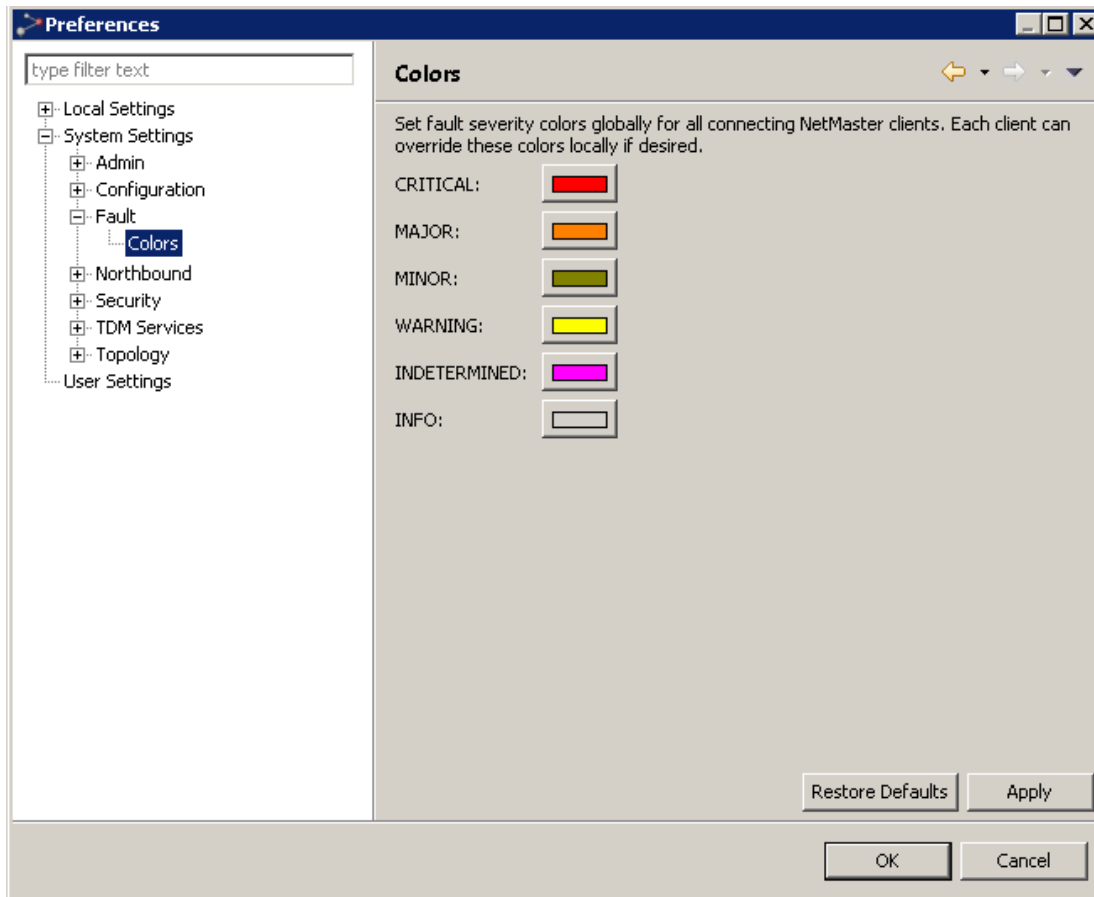 Preferences
type filter text
Local Settings
System Settings
Admin
Configuration
Fault
Colors
Northbound
Security
TDM Services
Topology
User Settings
Colors
Set fault severity colors globally for all connecting NetMaster clients. Each client can
override these colors locally if desired.
CRITICAL:
MAJOR:
MINOR:
WARNING:
INDETERMINED:
INFO:
Restore Defaults
Apply
OK
Cancel